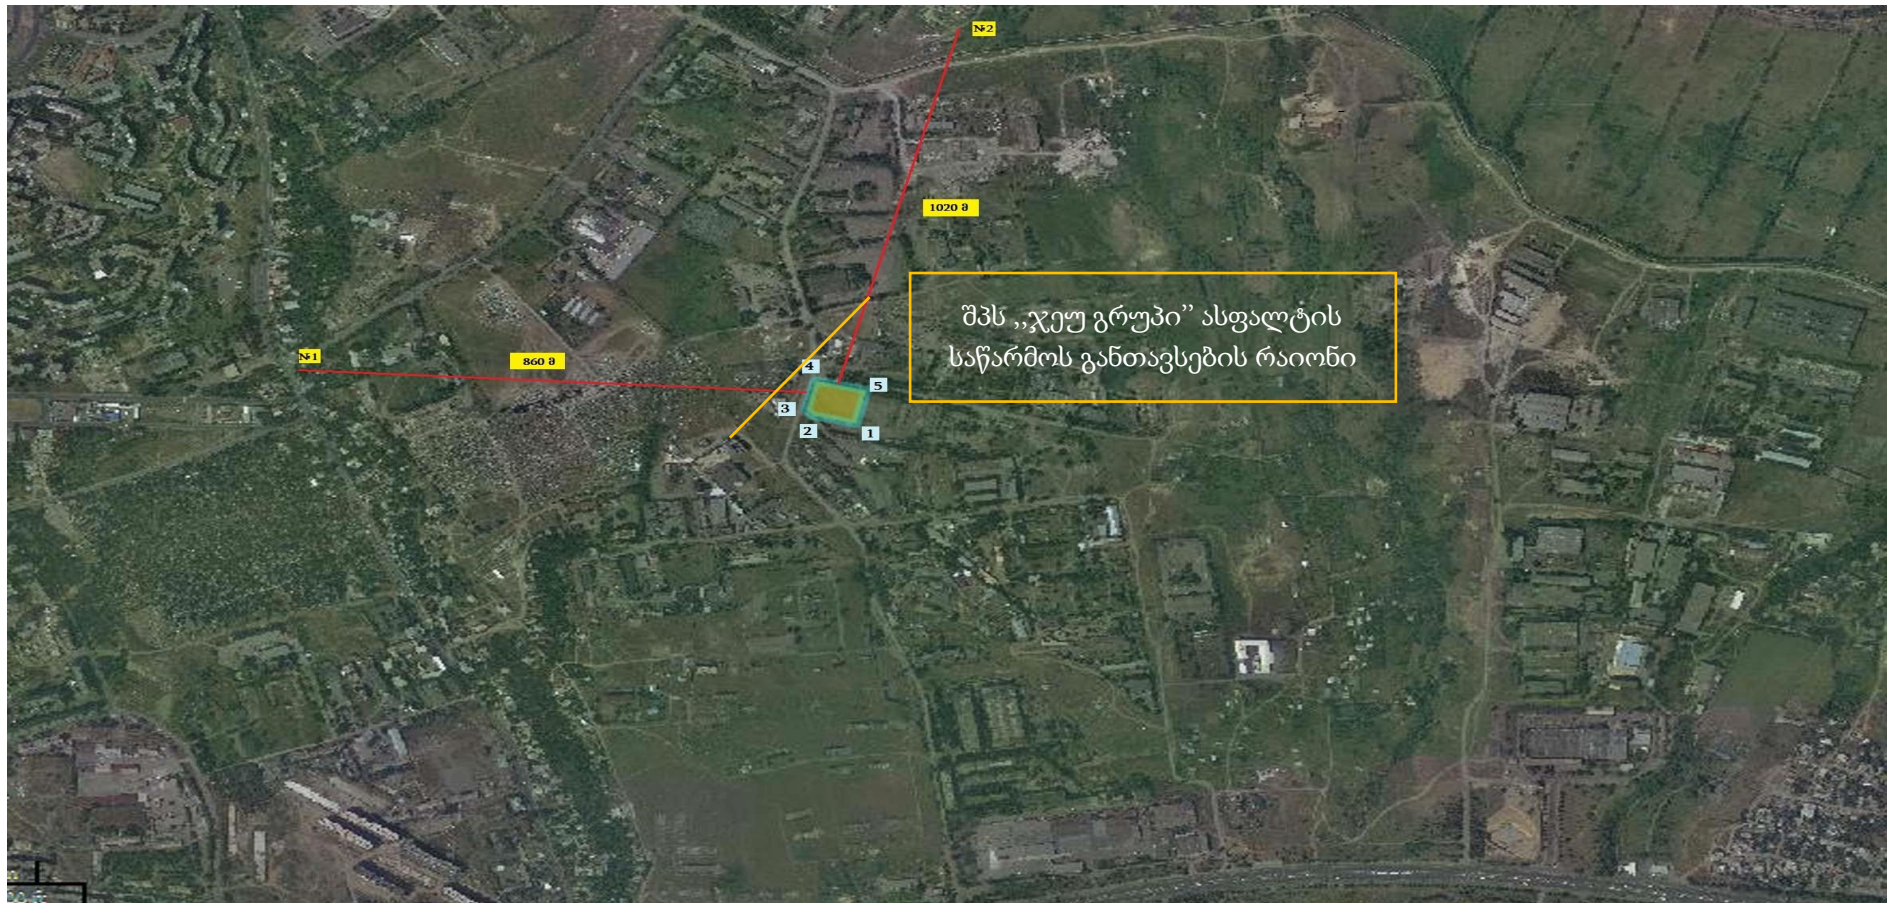 №2
1020 მ
შპს ,,ჯეუ გრუპი” ასფალტის
საწარმოს განთავსების რაიონი
№1
860 მ
4
5
3
2
1